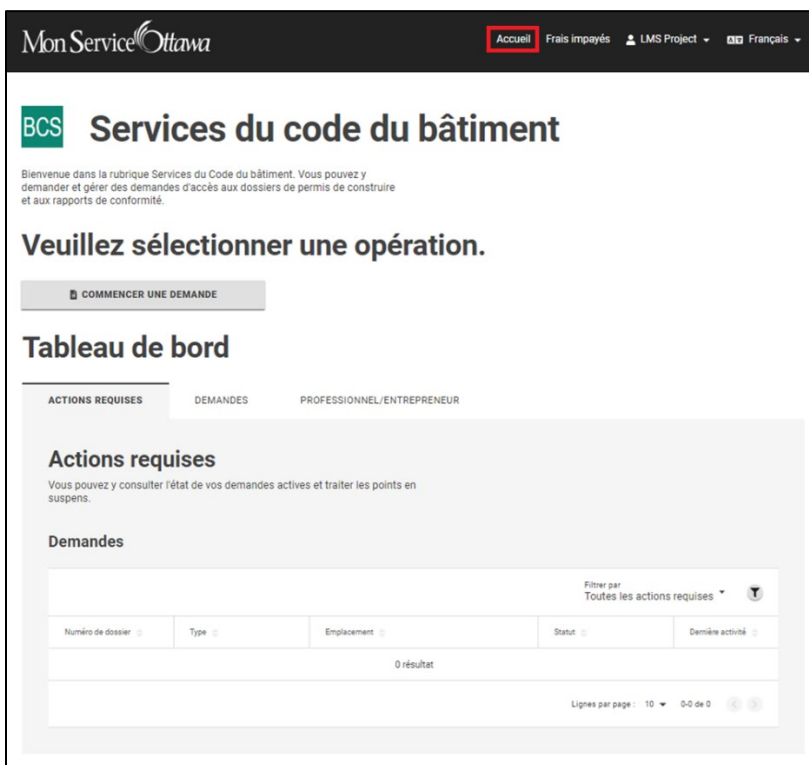 Mon Service Ottawa
Accueil Frais impayés LMS Project Français
BCS Services du code du bâtiment
Bienvenue dans la rubrique Services du Code du bâtiment. Vous pouvez y
demander et gérer des demandes d'accès aux dossiers de permis de construire
et aux rapports de conformité.
Veuillez sélectionner une opération.
COMMENCER UNE DEMANDE
Tableau de bord
ACTIONS REQUISES DEMANDES PROFESSIONNEL/ENTREPRENEUR
Actions requises
Vous pouvez y consulter l'état de vos demandes actives et traiter les points en
suspens.
Demandes
Filtrer par
Toutes les actions requises
Numéro de dossier Type Emplacement Statut Dernière activité
0 résultat
Lignes par page : 10 0-0 de 0